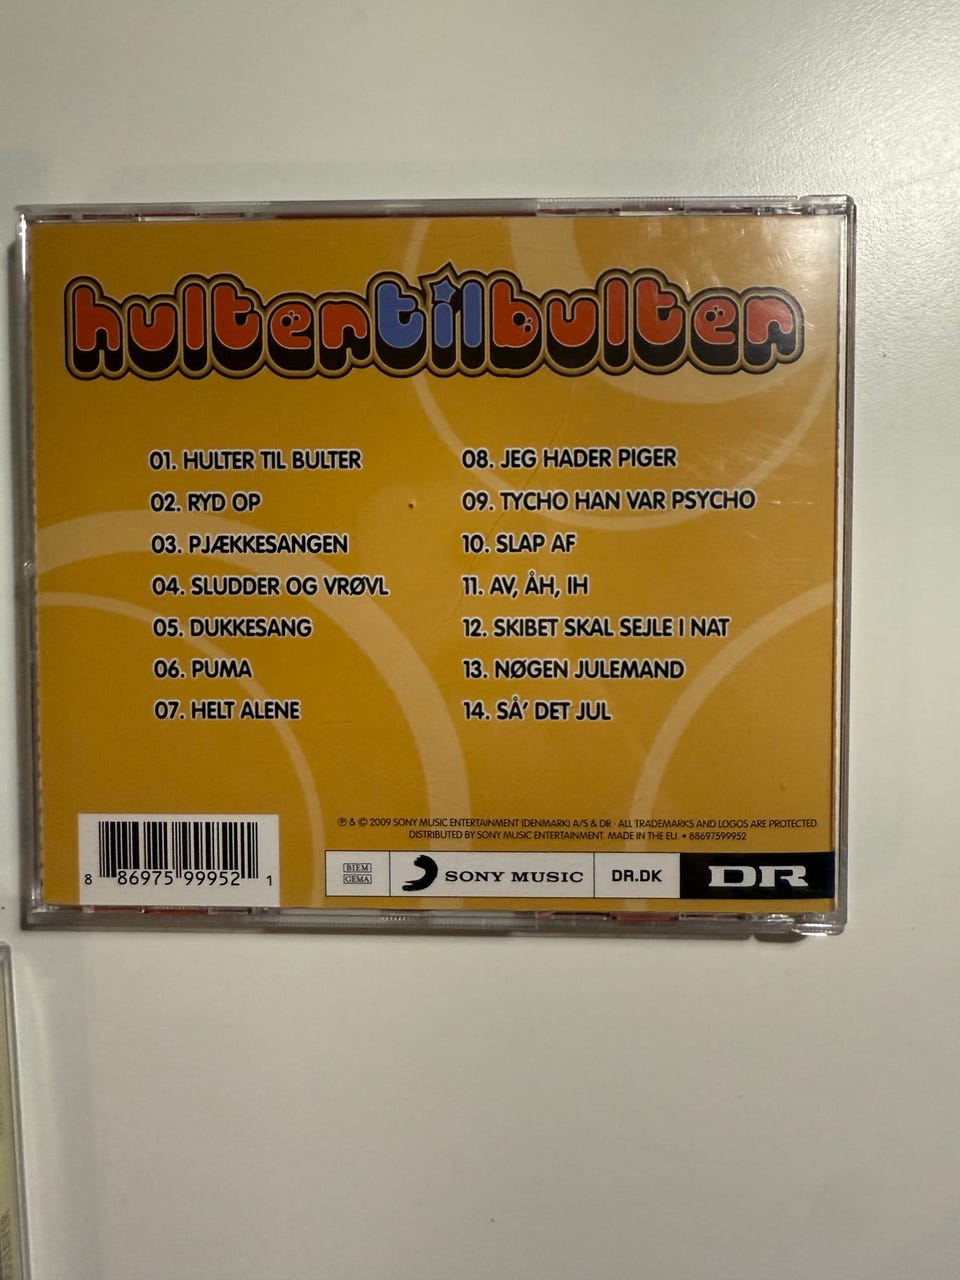 hultertilbulter
01. HULTER TIL BULTER
02. RYD OP
03. PJÆKKESANGEN
04. SLUDDER OG VRØVL
05. DUKKESANG
06. PUMA
07. HELT ALENE
08. JEG HADER PIGER
09. TYCHO HAN VAR PSYCHO
10. SLAP AF
11. AV, ÅH, IH
12. SKIBET SKAL SEJLE I NAT
13. NØGEN JULEMAND
14. SÅ' DET JUL
℗ & © 2009 SONY MUSIC ENTERTAINMENT (DENMARK) A/S & DR - ALL TRADEMARKS AND LOGOS ARE PROTECTED.
DISTRIBUTED BY SONY MUSIC ENTERTAINMENT. MADE IN THE EU. • 88697599952
8 86975 99952 1
BIEM
GEMA
SONY MUSIC
DR.DK
DR